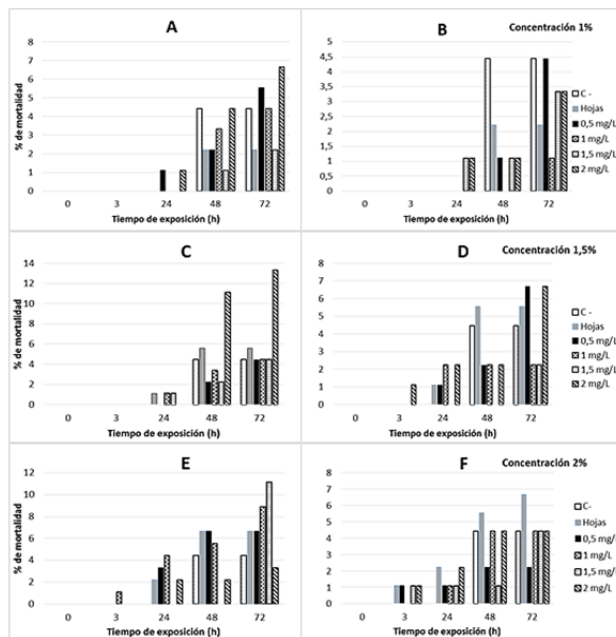 A
% de mortalidad
8
7
6
5
4
3
2
1
0
0 3 24 48 72
Tiempo de exposición (h)
B
Concentración 1%
5
4,5
4
3,5
3
2,5
2
1,5
1
0,5
0
0 3 24 48 72
Tiempo de exposición (h)
C -
Hojas
0,5 mg/L
1 mg/L
1,5 mg/L
2 mg/L
C
% de mortalidad
14
12
10
8
6
4
2
0
0 3 24 48 72
Tiempo de exposición (h)
D
Concentración 1,5%
8
7
6
5
4
3
2
1
0
0 3 24 48 72
Tiempo de exposición (h)
C -
Hojas
0,5 mg/L
1 mg/L
1,5 mg/L
2 mg/L
E
% de mortalidad
12
10
8
6
4
2
0
0 3 24 48 72
Tiempo de exposición (h)
F
Concentración 2%
8
7
6
5
4
3
2
1
0
0 3 24 48 72
Tiempo de exposición (h)
C-
Hojas
0,5 mg/L
1 mg/L
1,5 mg/L
2 mg/L